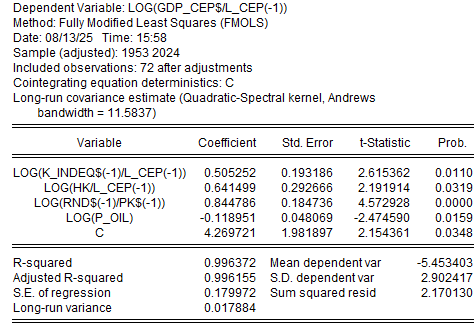 Dependent Variable: LOG(GDP_CEP$/L_CEP(-1))
Method: Fully Modified Least Squares (FMOLS)
Date: 08/13/25   Time: 15:58
Sample (adjusted): 1953 2024
Included observations: 72 after adjustments
Cointegrating equation deterministics: C
Long-run covariance estimate (Quadratic-Spectral kernel, Andrews
bandwidth = 11.5837)
Variable Coefficient Std. Error t-Statistic Prob.
LOG(K_INDEQ$(-1)/L_CEP(-1)) 0.505252 0.193186 2.615362 0.0110
LOG(HK/L_CEP(-1)) 0.641499 0.292666 2.191914 0.0319
LOG(RND$(-1)/PK$(-1)) 0.844786 0.184736 4.572928 0.0000
LOG(P_OIL) -0.118951 0.048069 -2.474590 0.0159
C 4.269721 1.981897 2.154361 0.0348
R-squared 0.996372 Mean dependent var -5.453403
Adjusted R-squared 0.996155 S.D. dependent var 2.902417
S.E. of regression 0.179972 Sum squared resid 2.170130
Long-run variance 0.017884